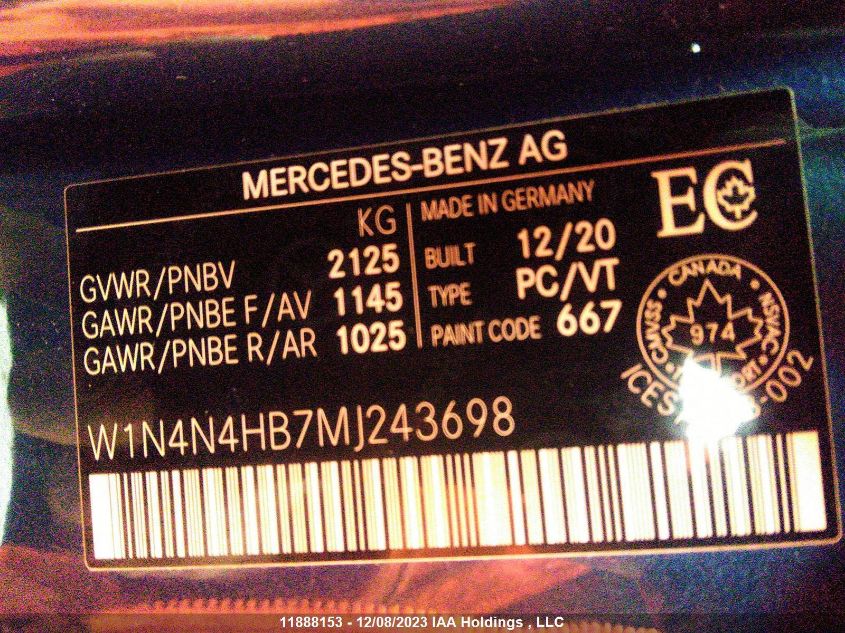 MERCEDES-BENZ AG
KG
GVWR/PNBV 2125
GAWR/PNBE F/AV 1145
GAWR/PNBE R/AR 1025
MADE IN GERMANY
BUILT 12/20
TYPE PC/VT
PAINT CODE 667
EC
CANADA
CMVSS NSVAC
974
W1N4N4HB7MJ243698
11888153 - 12/08/2023 IAA Holdings , LLC